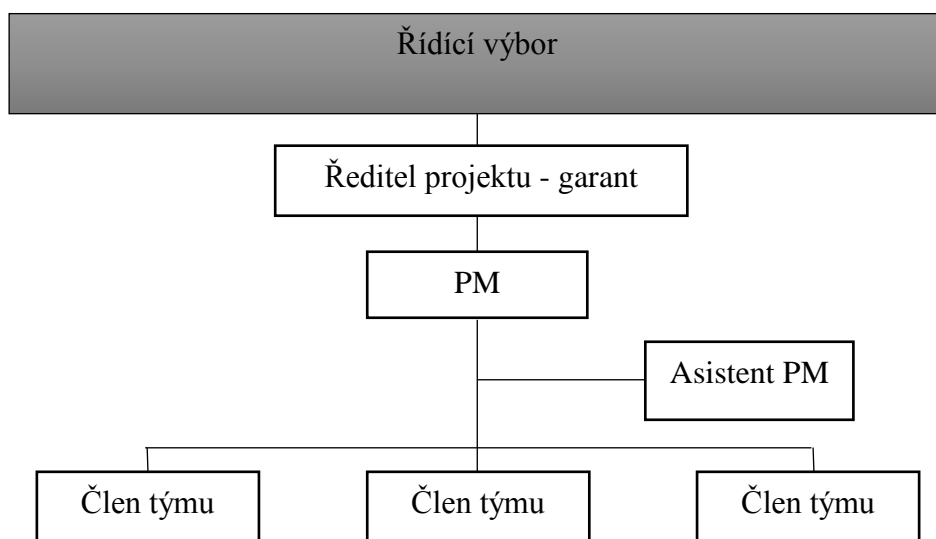 Řídící výbor
Ředitel projektu - garant
PM
Asistent PM
Člen týmu
Člen týmu
Člen týmu